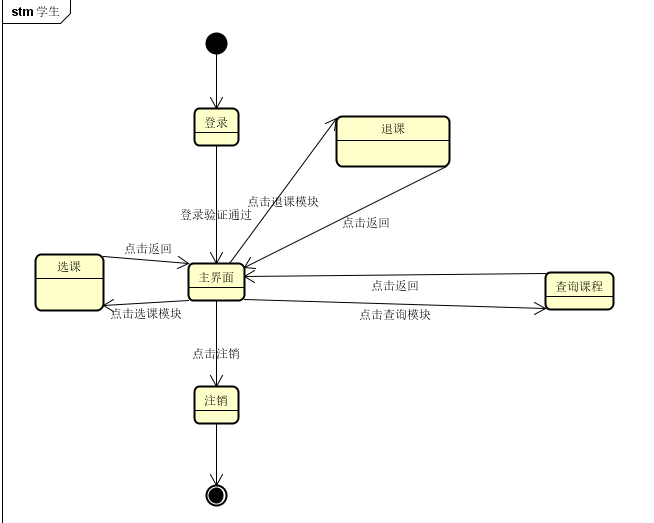 stm 学生
登录
退课
点击退课模块
登录验证通过
点击返回
点击返回
选课
主界面
点击返回
查询课程
点击选课模块
点击查询模块
点击注销
注销